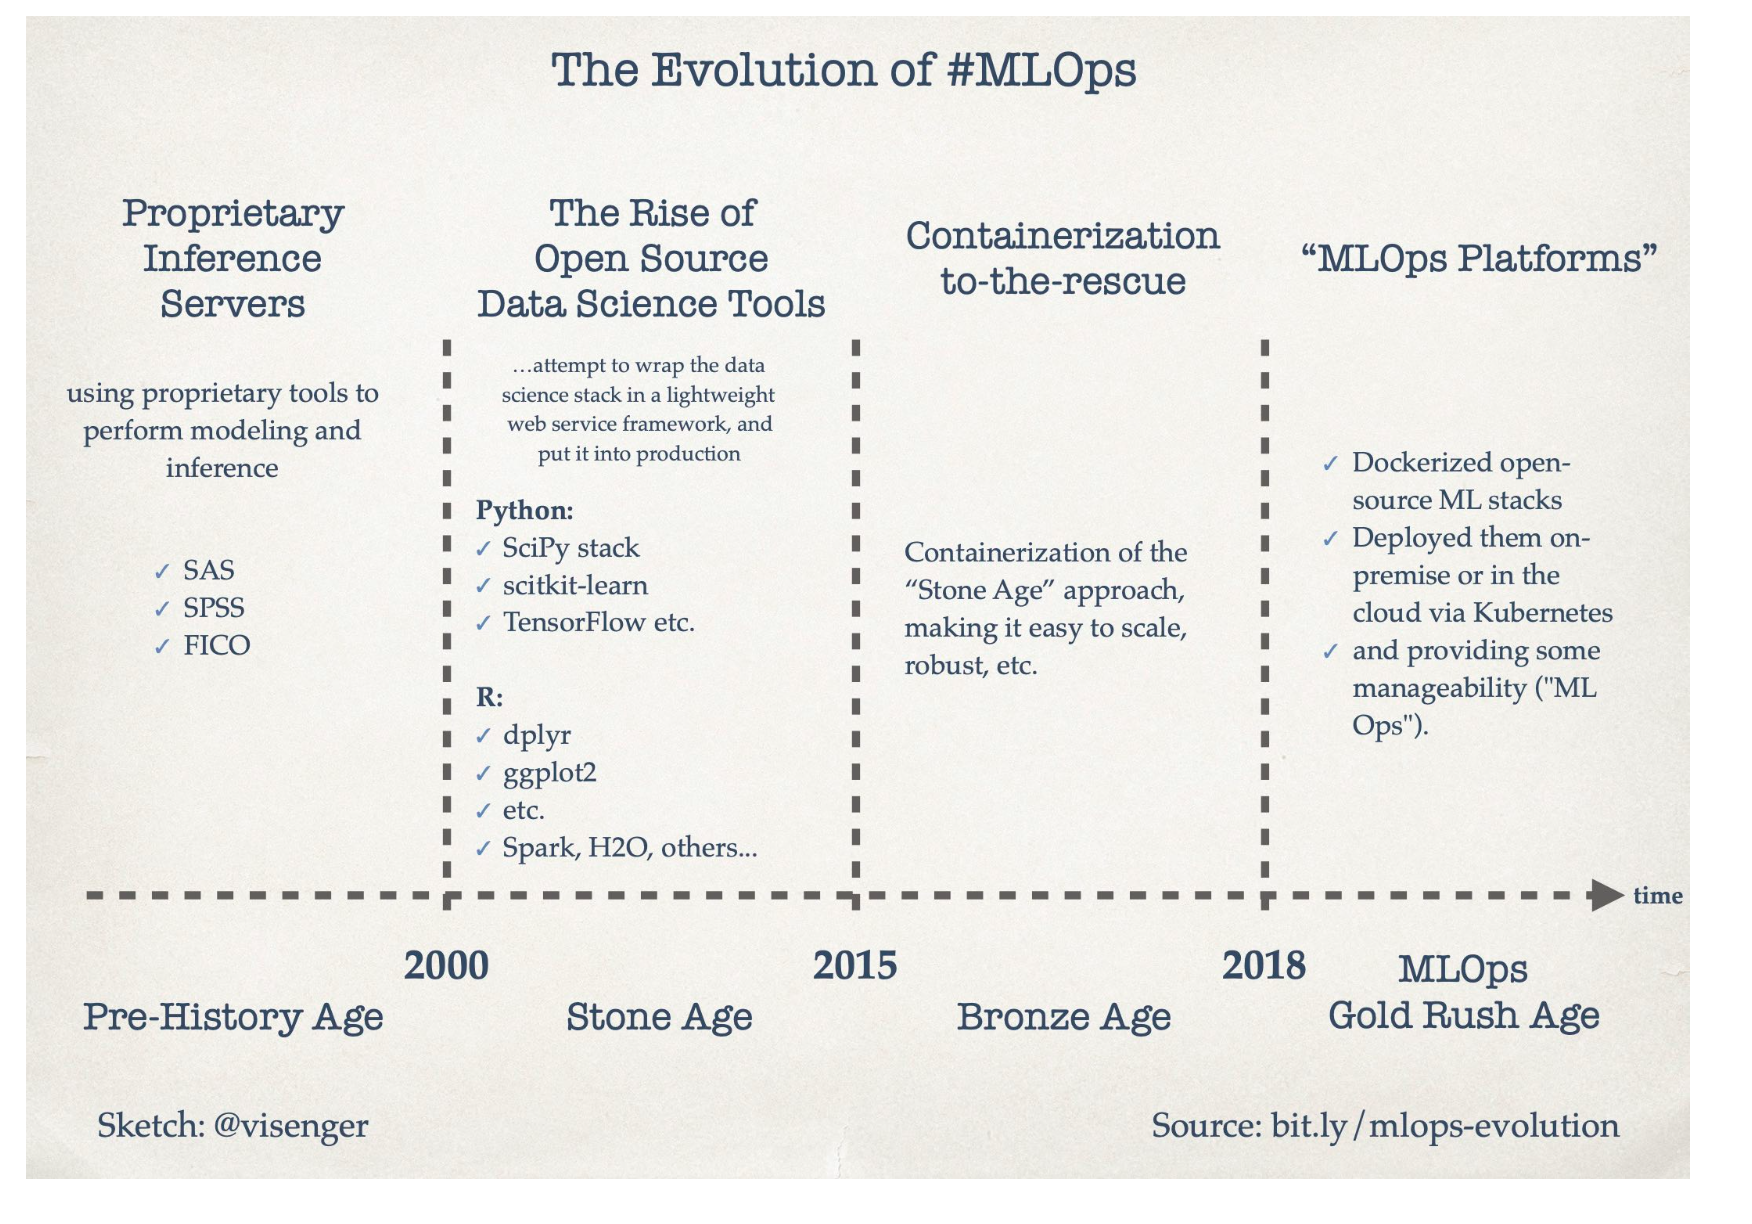 The Evolution of #MLOps
Proprietary
Inference
Servers
using proprietary tools to
perform modeling and
inference
✓ SAS
✓ SPSS
✓ FICO
The Rise of
Open Source
Data Science Tools
…attempt to wrap the data
science stack in a lightweight
web service framework, and
put it into production
Python:
✓ SciPy stack
✓ scitkit-learn
✓ TensorFlow etc.
R:
✓ dplyr
✓ ggplot2
✓ etc.
✓ Spark, H2O, others...
Containerization
to-the-rescue
Containerization of the
“Stone Age” approach,
making it easy to scale,
robust, etc.
“MLOps Platforms”
✓ Dockerized open-
source ML stacks
✓ Deployed them on-
premise or in the
cloud via Kubernetes
✓ and providing some
manageability ("ML
Ops").
time
2000
2015
2018
Pre-History Age
Stone Age
Bronze Age
MLOps
Gold Rush Age
Sketch: @visenger
Source: bit.ly/mlops-evolution